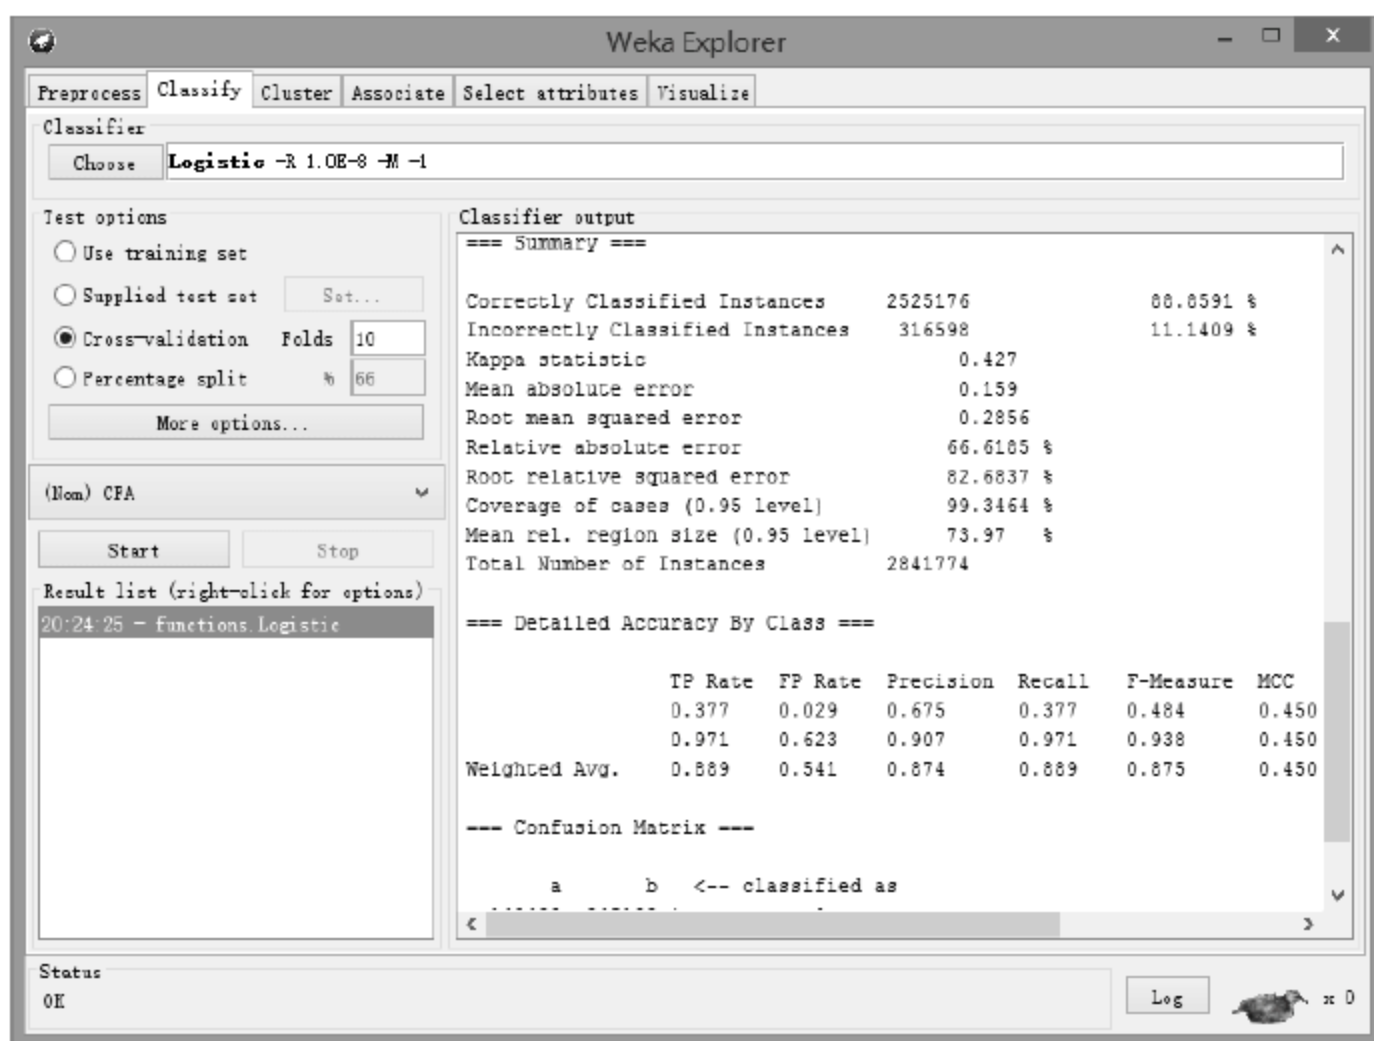 Weka Explorer
Preprocess Classify Cluster Associate Select attributes Visualize
Classifier
Choose Logistic -R 1.0E-8 -M -1
Test options
Use training set
Supplied test set Set...
Cross-validation Folds 10
Percentage split % 66
More options...
(Nom) CPA
Start Stop
Result list (right-click for options)
20:24:25 - functions.Logistic
Classifier output
=== Summary ===
Correctly Classified Instances 2525176 88.8591 %
Incorrectly Classified Instances 316598 11.1409 %
Kappa statistic 0.427
Mean absolute error 0.159
Root mean squared error 0.2856
Relative absolute error 66.6185 %
Root relative squared error 82.6837 %
Coverage of cases (0.95 level) 99.3464 %
Mean rel. region size (0.95 level) 73.97 %
Total Number of Instances 2841774
=== Detailed Accuracy By Class ===
TP Rate FP Rate Precision Recall F-Measure MCC
0.377 0.029 0.675 0.377 0.484 0.450
0.971 0.623 0.907 0.971 0.938 0.450
Weighted Avg. 0.889 0.541 0.874 0.889 0.875 0.450
=== Confusion Matrix ===
a b <-- classified as
Status
OK
Log x 0